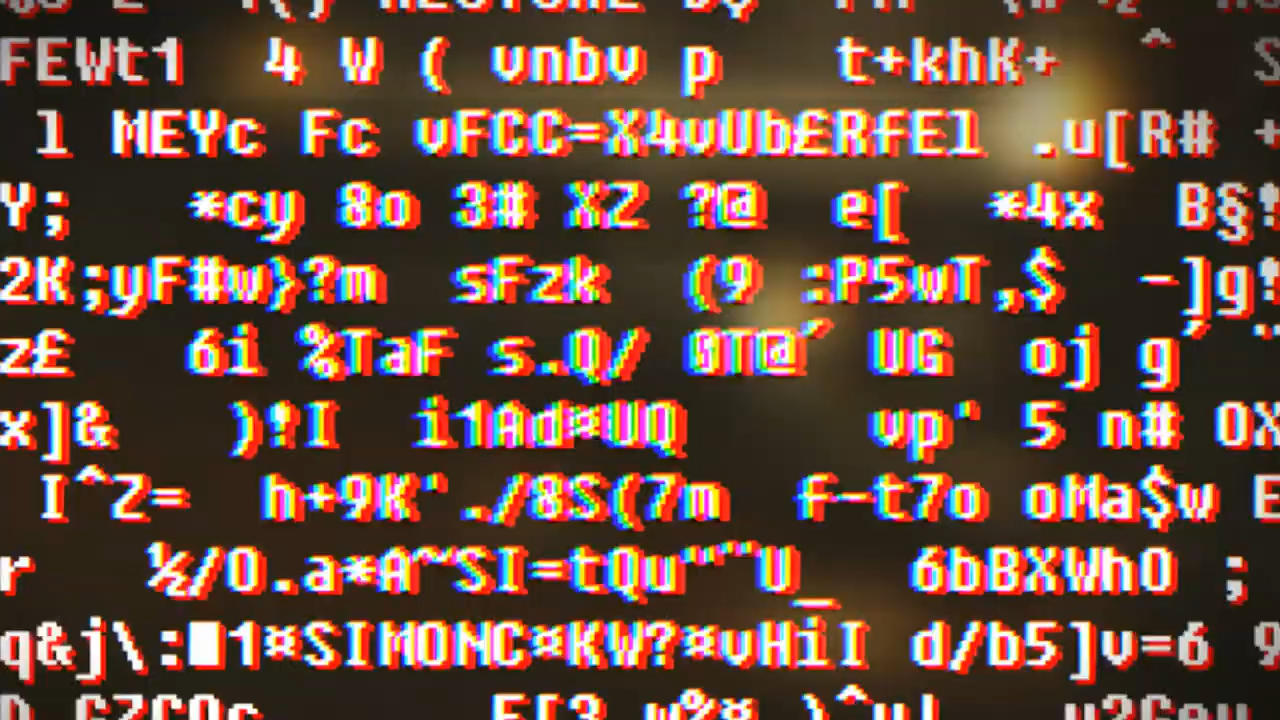 FEWt1 4 W ( vnbv p t+khK+ ^ S
1 MEYc Fc vFCC=X4vUb£RfE1 .u[R# +
Y; *cy 8o 3# XZ ?@ e[ *4x B§!
2K;yF#w}?m sFzk (9 :P5wT,$ -]g!
z£ 6i %TaF s.Q/ GT@´ UG oj g´ ¨
x]& )!I i1Ad¤UQ vp' 5 n# OX
I^Z= h+9K" ./8S(7m f-t7o oMa$w E
r ½/O.a*A~SI=tQu"¨"U_ 6bBXWhO ;
q&j\:■1¤SIMONC¤KW?¤vHiI d/b5]v=6 9